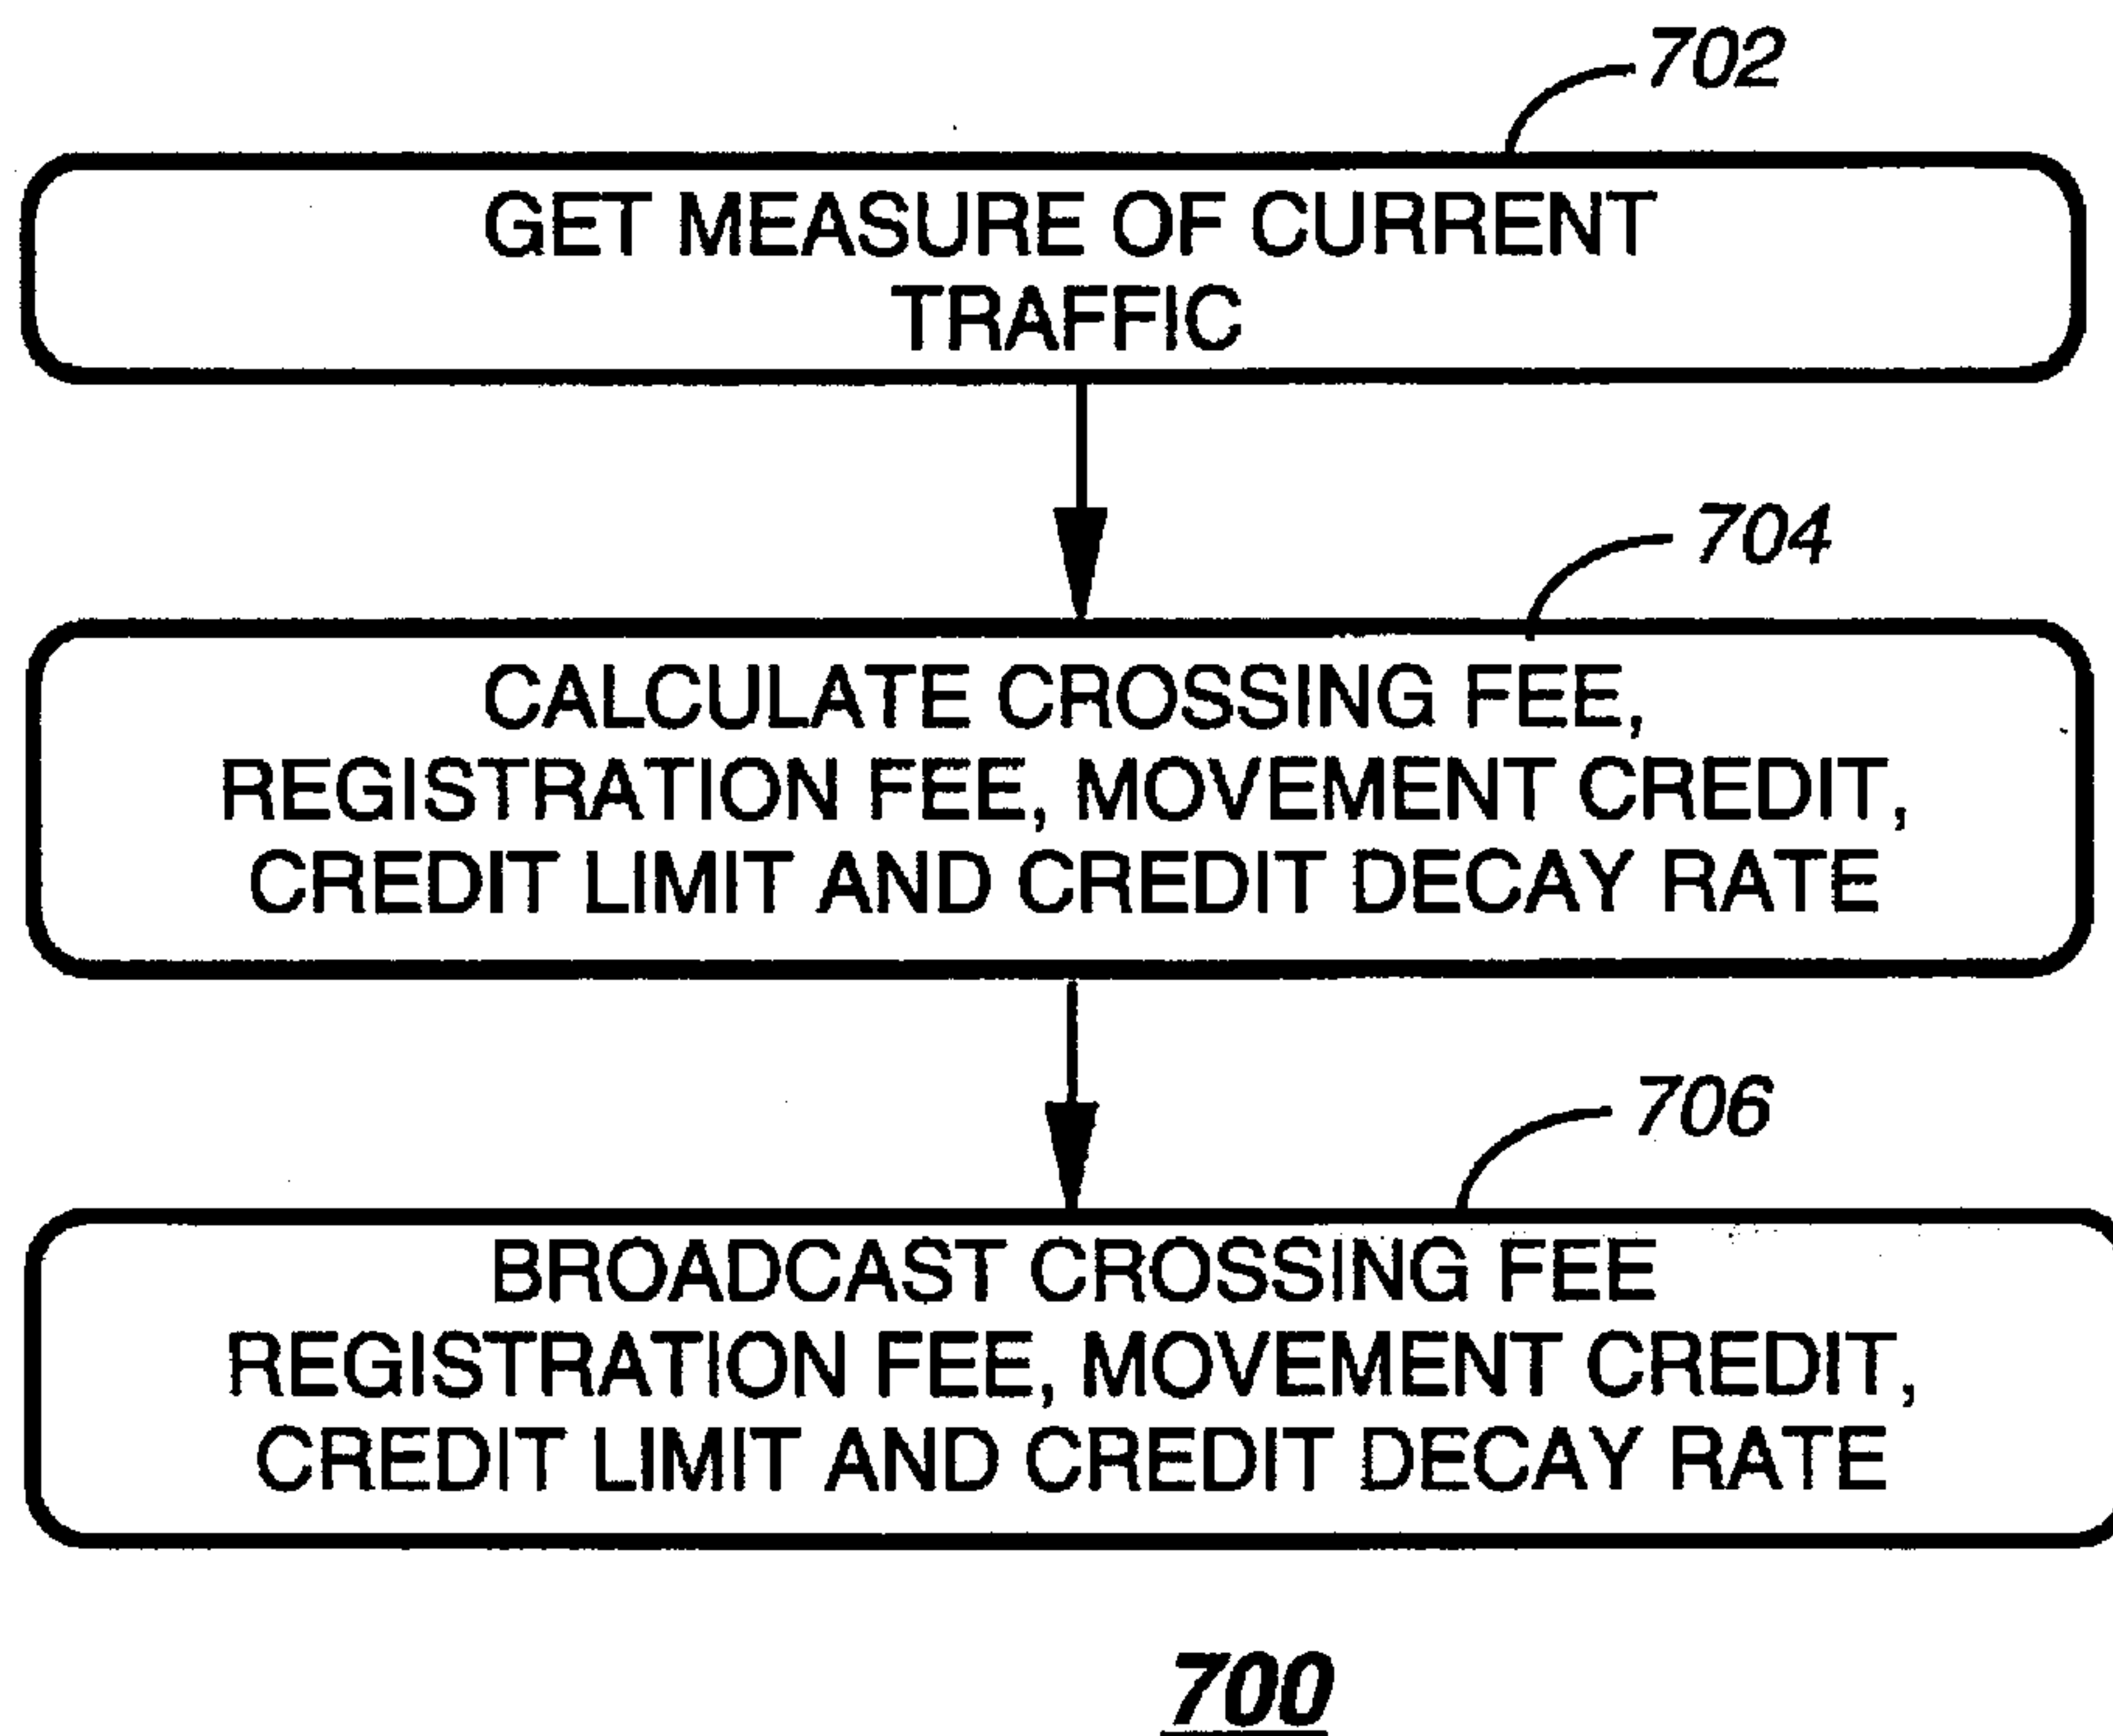 702
GET MEASURE OF CURRENT
TRAFFIC
704
CALCULATE CROSSING FEE,
REGISTRATION FEE, MOVEMENT CREDIT,
CREDIT LIMIT AND CREDIT DECAY RATE
706
BROADCAST CROSSING FEE
REGISTRATION FEE, MOVEMENT CREDIT,
CREDIT LIMIT AND CREDIT DECAY RATE
700